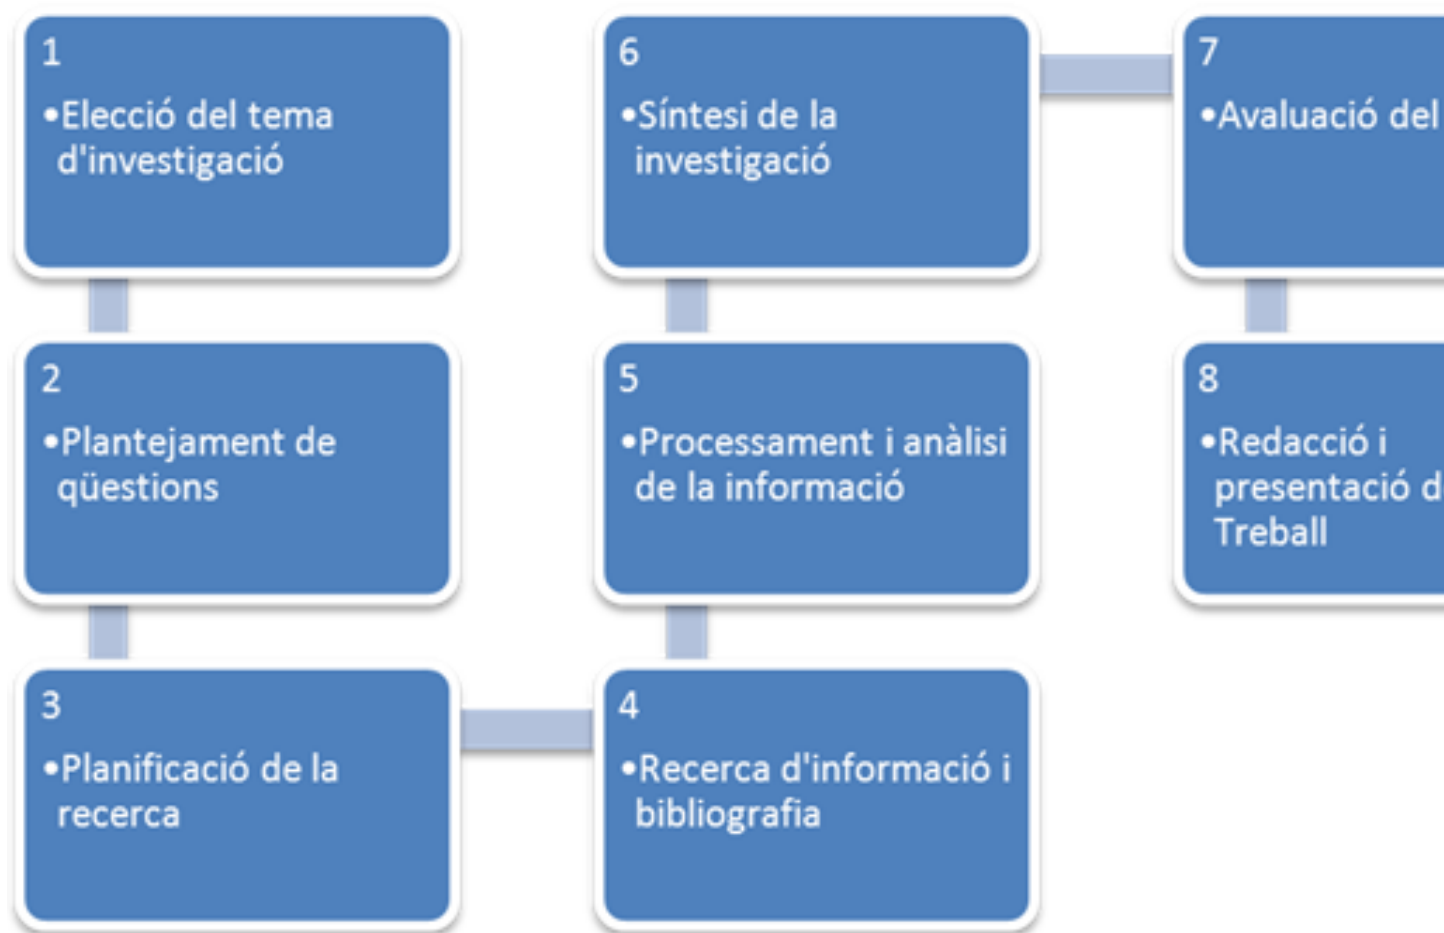 1
•Elecció del tema
d'investigació
2
•Plantejament de
qüestions
3
•Planificació de la
recerca
4
•Recerca d'informació i
bibliografia
5
•Processament i anàlisi
de la informació
6
•Síntesi de la
investigació
7
•Avaluació del
8
•Redacció i
presentació
Treball